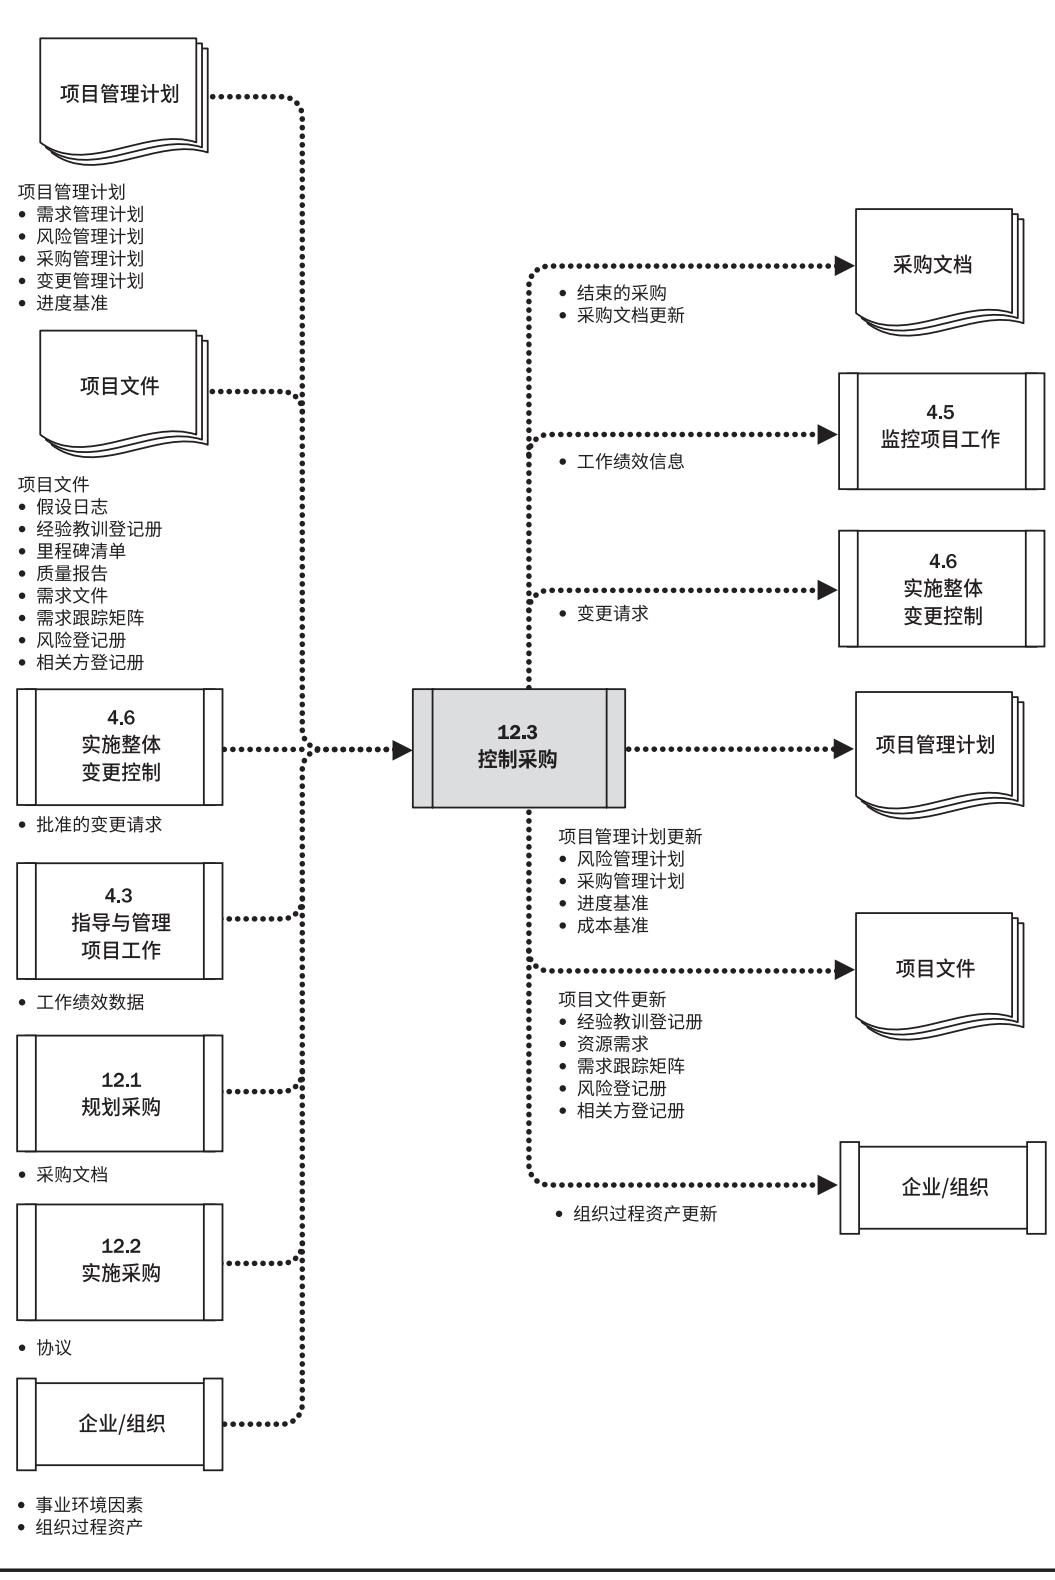 项目管理计划
项目管理计划
• 需求管理计划
• 风险管理计划
• 采购管理计划
• 变更管理计划
• 进度基准
项目文件
项目文件
• 假设日志
• 经验教训登记册
• 里程碑清单
• 质量报告
• 需求文件
• 需求跟踪矩阵
• 风险登记册
• 相关方登记册
4.6
实施整体
变更控制
• 批准的变更请求
4.3
指导与管理
项目工作
• 工作绩效数据
12.1
规划采购
• 采购文档
12.2
实施采购
• 协议
企业/组织
• 事业环境因素
• 组织过程资产
12.3
控制采购
采购文档
• 结束的采购
• 采购文档更新
4.5
监控项目工作
• 工作绩效信息
4.6
实施整体
变更控制
• 变更请求
项目管理计划
项目管理计划更新
• 风险管理计划
• 采购管理计划
• 进度基准
• 成本基准
项目文件
项目文件更新
• 经验教训登记册
• 资源需求
• 需求跟踪矩阵
• 风险登记册
• 相关方登记册
企业/组织
• 组织过程资产更新